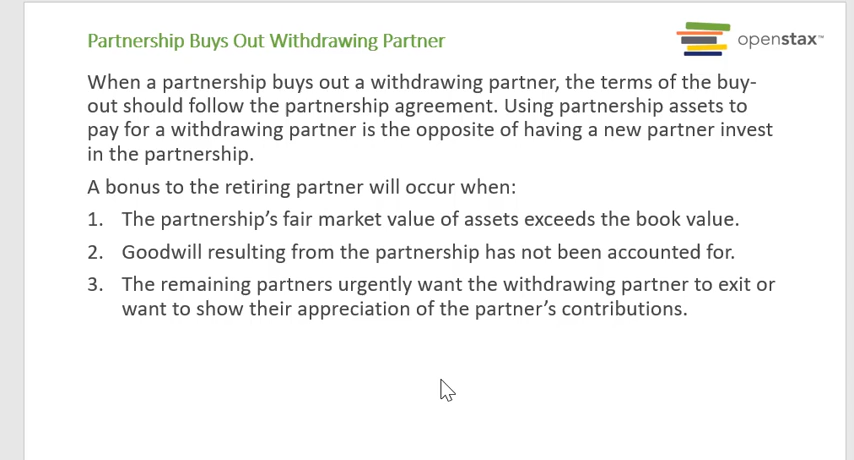 Partnership Buys Out Withdrawing Partner
openstax™
When a partnership buys out a withdrawing partner, the terms of the buy-
out should follow the partnership agreement. Using partnership assets to
pay for a withdrawing partner is the opposite of having a new partner invest
in the partnership.
A bonus to the retiring partner will occur when:
1. The partnership’s fair market value of assets exceeds the book value.
2. Goodwill resulting from the partnership has not been accounted for.
3. The remaining partners urgently want the withdrawing partner to exit or
want to show their appreciation of the partner’s contributions.